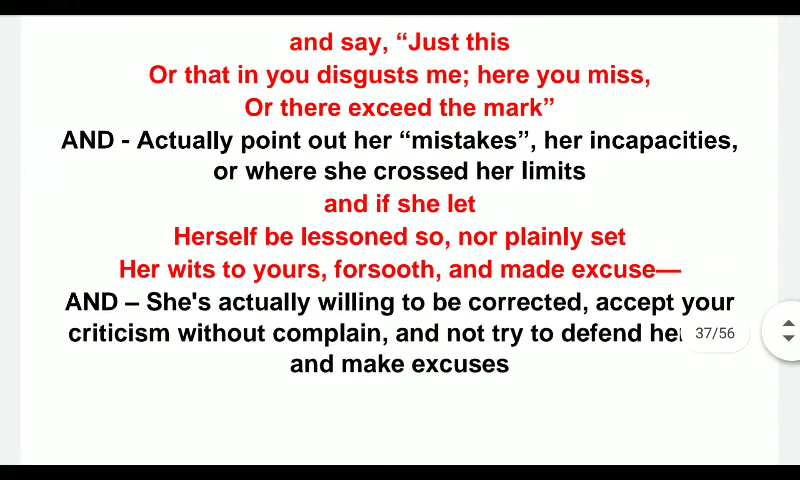 and say, “Just this
Or that in you disgusts me; here you miss,
Or there exceed the mark”
AND - Actually point out her “mistakes”, her incapacities,
or where she crossed her limits
and if she let
Herself be lessoned so, nor plainly set
Her wits to yours, forsooth, and made excuse—
AND – She's actually willing to be corrected, accept your
criticism without complain, and not try to defend
37/56
and make excuses